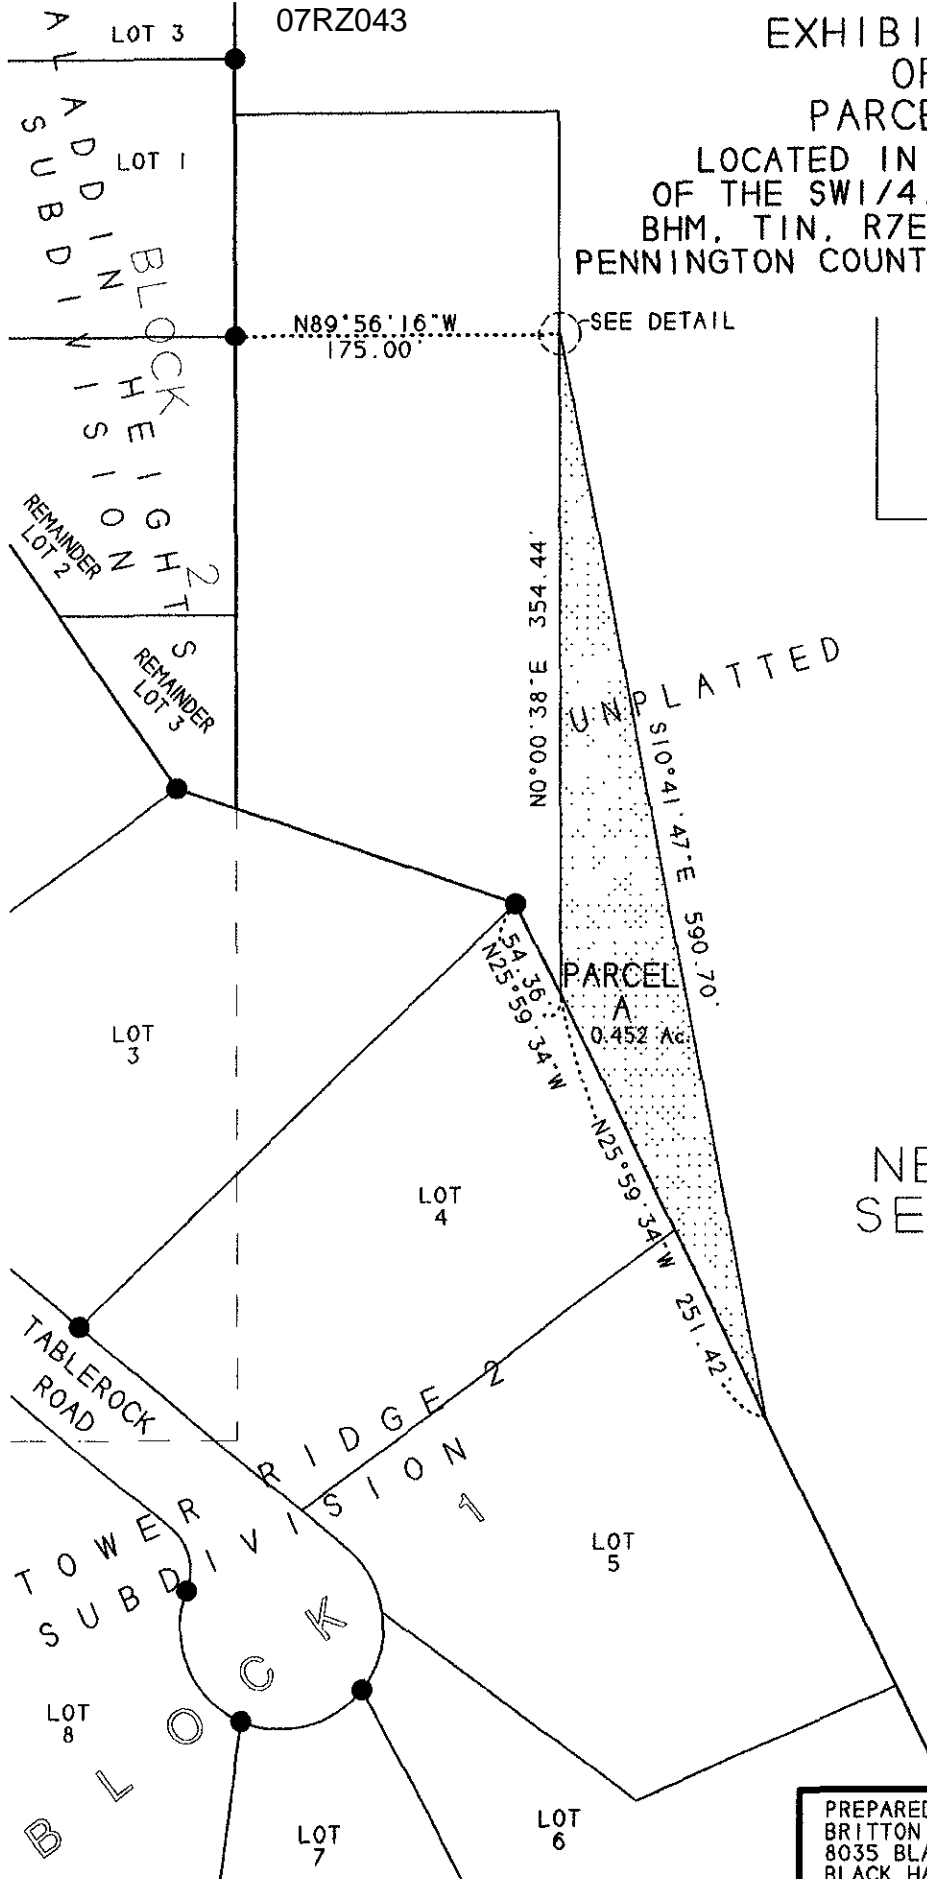 07RZ043
LOT 3
EXHIBI
OF
PARCE
LOCATED IN
OF THE SW1/4,
BHM, T1N, R7E
PENNINGTON COUNT
ALADDIN HEIGHTS
SUBDIVISION
LOT 1
BLOCK 2
N89°56'16"W
175.00'
SEE DETAIL
REMAINDER
LOT 2
REMAINDER
LOT 3
N0°00'38"E 354.44'
UNPLATTED
S10°41'47"E 590.70'
54.36'
N25°59'34"W
PARCEL
A
0.452 Ac.
LOT
3
N25°59'34"W 251.42'
LOT
4
NE
SE
TABLEROCK
ROAD
TOWER RIDGE 2
SUBDIVISION
BLOCK 1
LOT
5
LOT
8
LOT
7
LOT
6
PREPARED
BRITTON
8035 BLA
BLACK HA